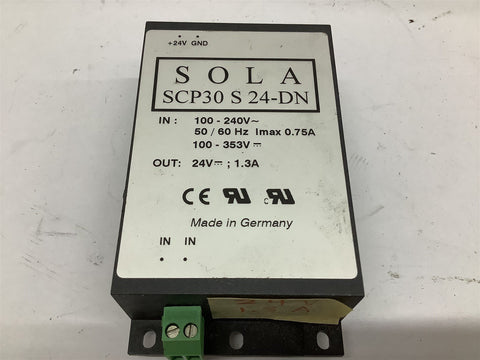 +24V GND
SOLA
SCP30 S 24-DN
IN : 100 - 240V~
50 / 60 Hz Imax 0.75A
100 - 353V ⎓
OUT: 24V⎓ ; 1.3A
CE
Made in Germany
IN IN